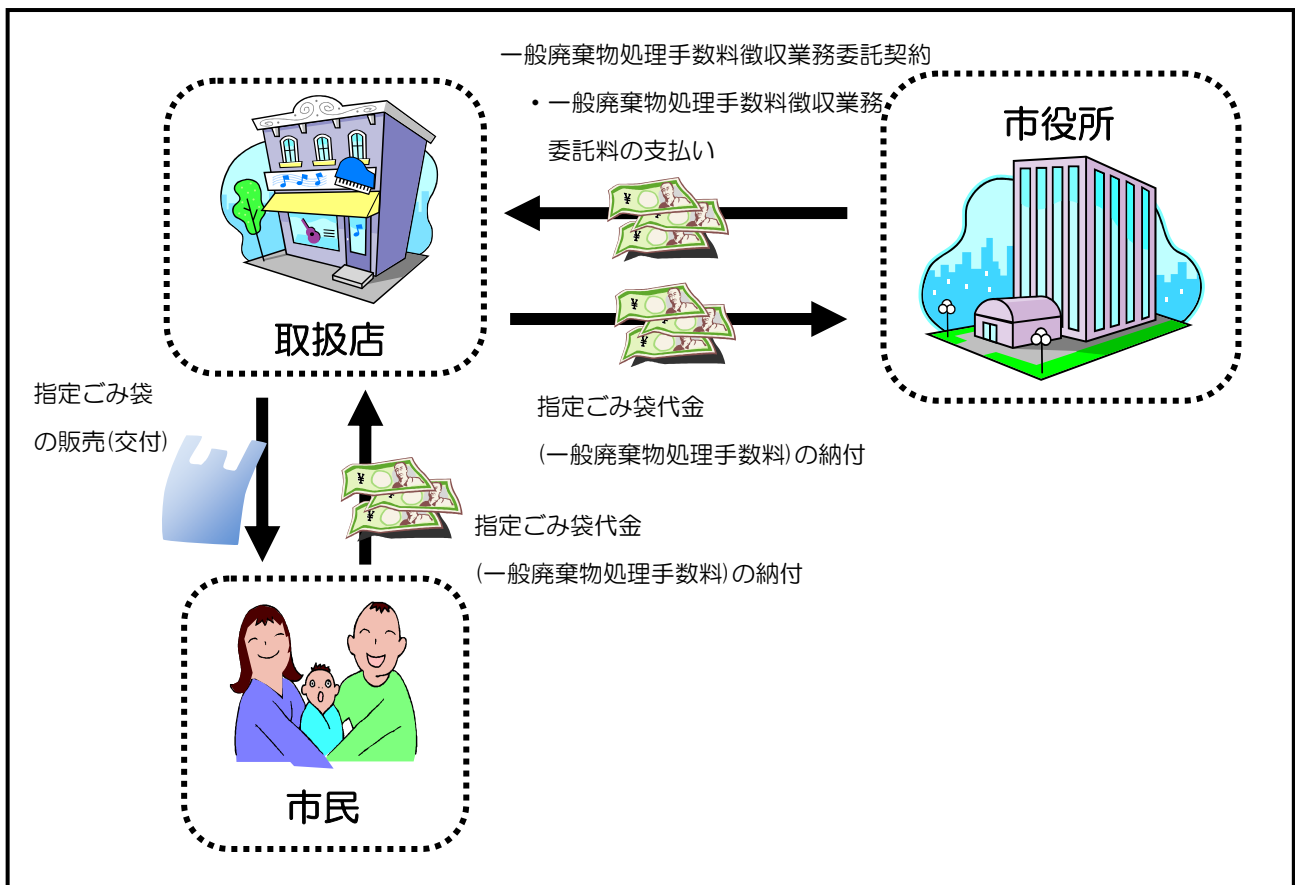 一般廃棄物処理手数料徴収業務委託契約
・一般廃棄物処理手数料徴収業務
委託料の支払い
市役所
取扱店
指定ごみ袋
の販売(交付)
指定ごみ袋代金
(一般廃棄物処理手数料)の納付
指定ごみ袋代金
(一般廃棄物処理手数料)の納付
市民